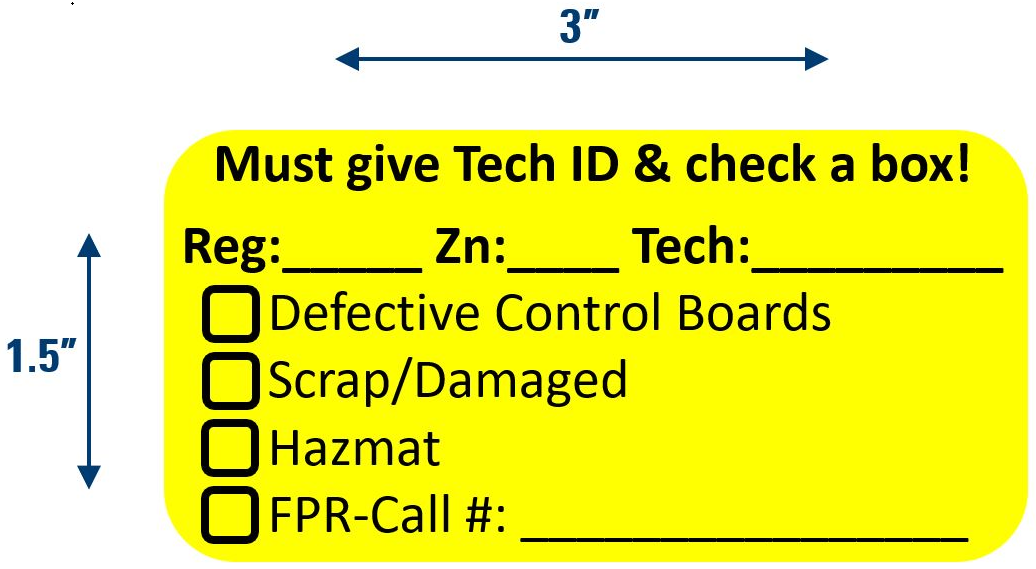 3"
Must give Tech ID & check a box!
Reg:_____ Zn:____ Tech:_________
1.5"
Defective Control Boards
Scrap/Damaged
Hazmat
FPR-Call #: ________________